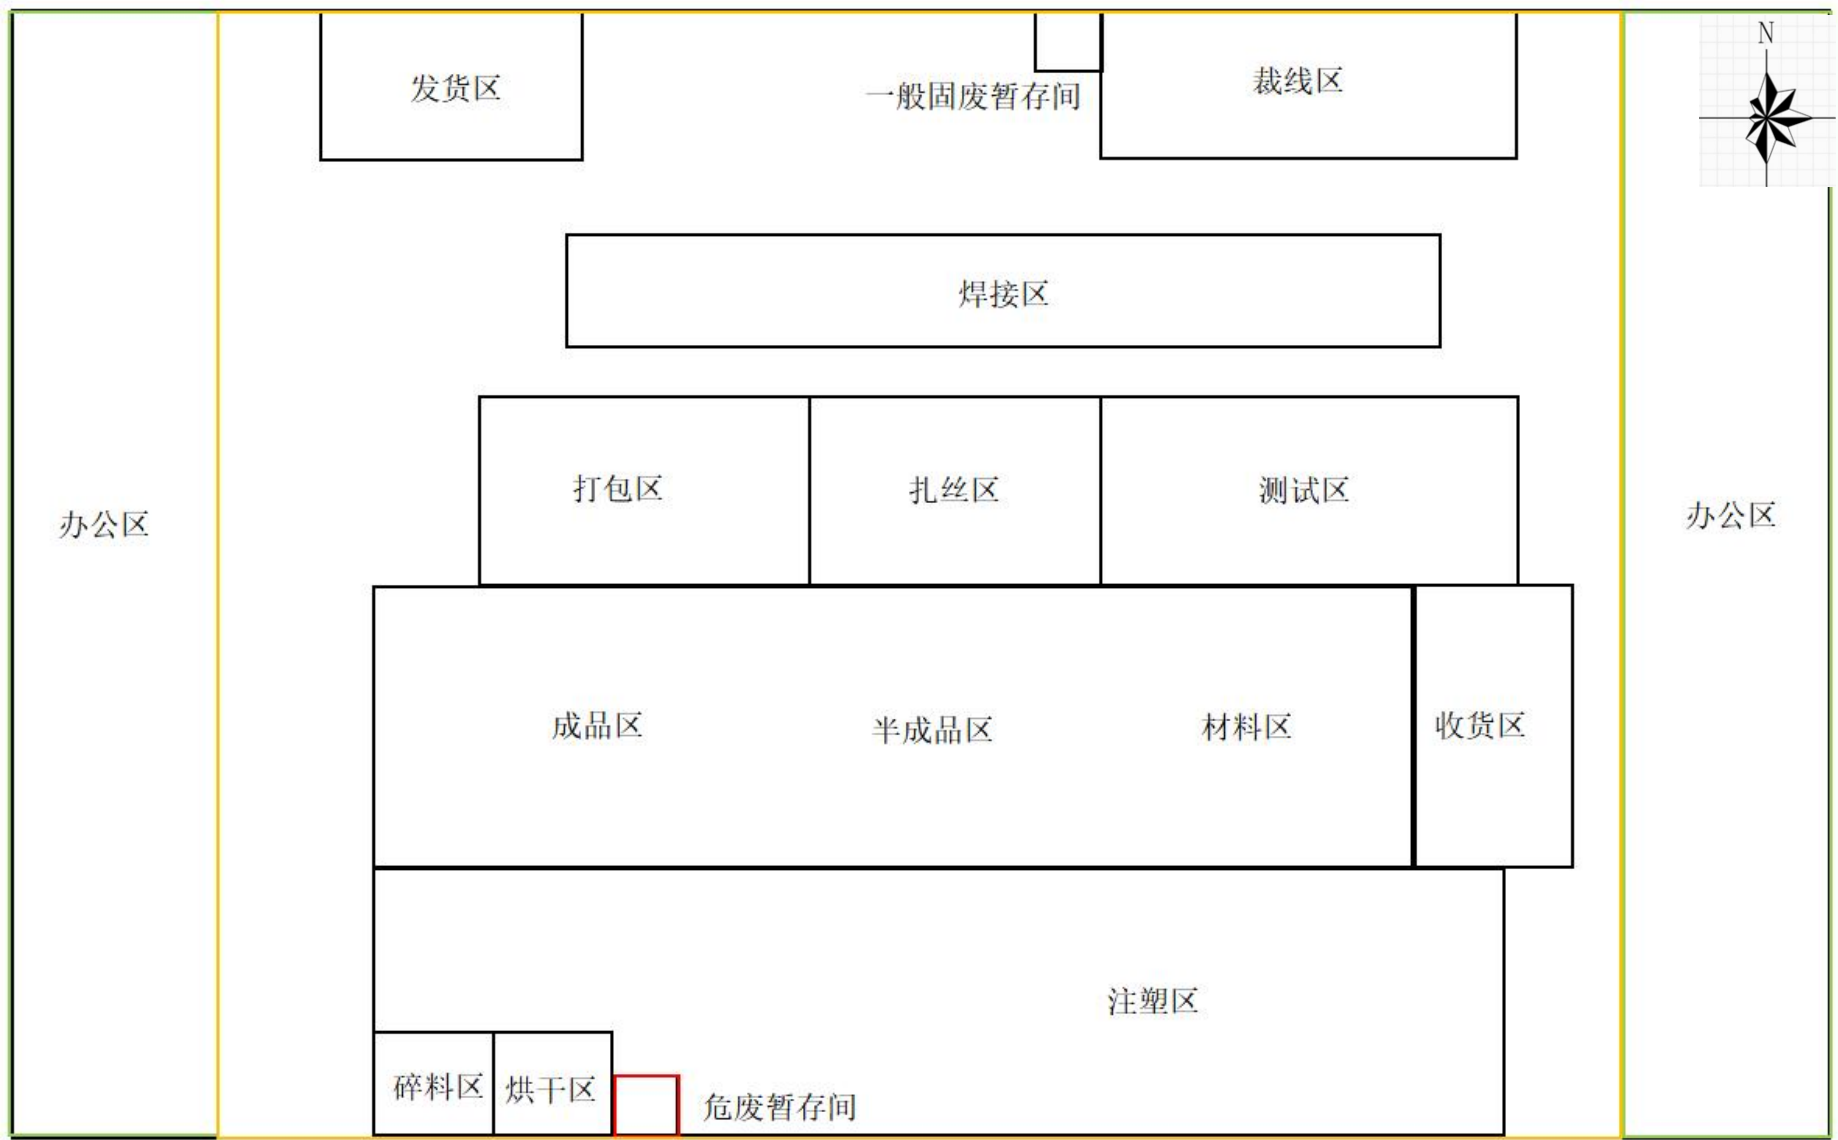 N
发货区
一般固废暂存间
裁线区
焊接区
打包区
扎丝区
测试区
办公区
办公区
成品区
半成品区
材料区
收货区
注塑区
碎料区
烘干区
危废暂存间